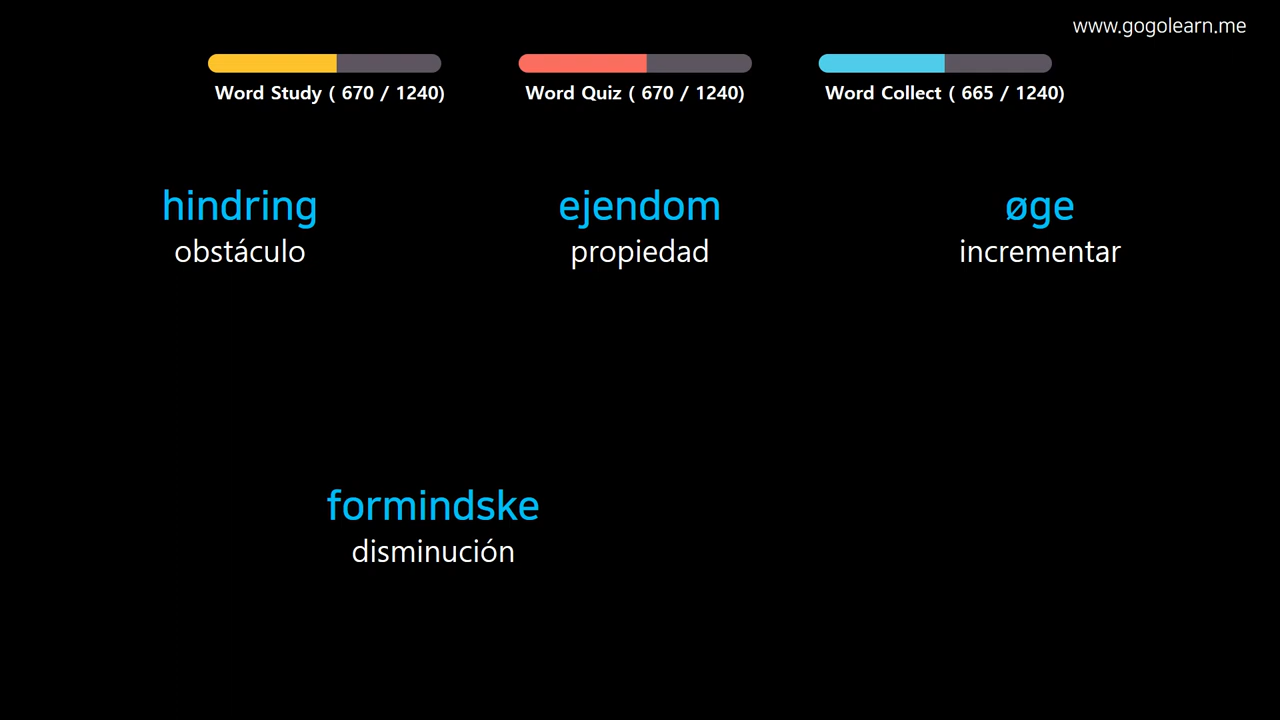 www.gogolearn.me
Word Study ( 670 / 1240)
Word Quiz ( 670 / 1240)
Word Collect ( 665 / 1240)
hindring
obstáculo
ejendom
propiedad
øge
incrementar
formindske
disminución